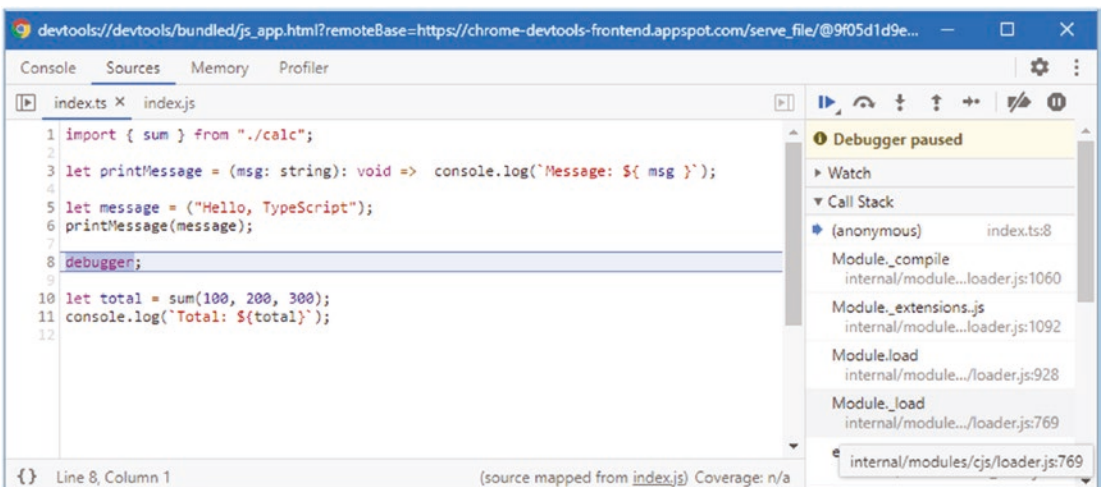 devtools://devtools/bundled/js_app.html?remoteBase=https://chrome-devtools-frontend.appspot.com/serve_file/@9f05d1d9e...
Console Sources Memory Profiler
index.ts × index.js
1 import { sum } from "./calc";
2
3 let printMessage = (msg: string): void => console.log(`Message: ${ msg }`);
4
5 let message = ("Hello, TypeScript");
6 printMessage(message);
7
8 debugger;
9
10 let total = sum(100, 200, 300);
11 console.log(`Total: ${total}`);
12
{ } Line 8, Column 1 (source mapped from index.js) Coverage: n/a
Debugger paused
Watch
Call Stack
(anonymous) index.ts:8
Module._compile
internal/module...loader.js:1060
Module._extensions..js
internal/module...loader.js:1092
Module.load
internal/module.../loader.js:928
Module._load
internal/module.../loader.js:769
internal/modules/cjs/loader.js:769